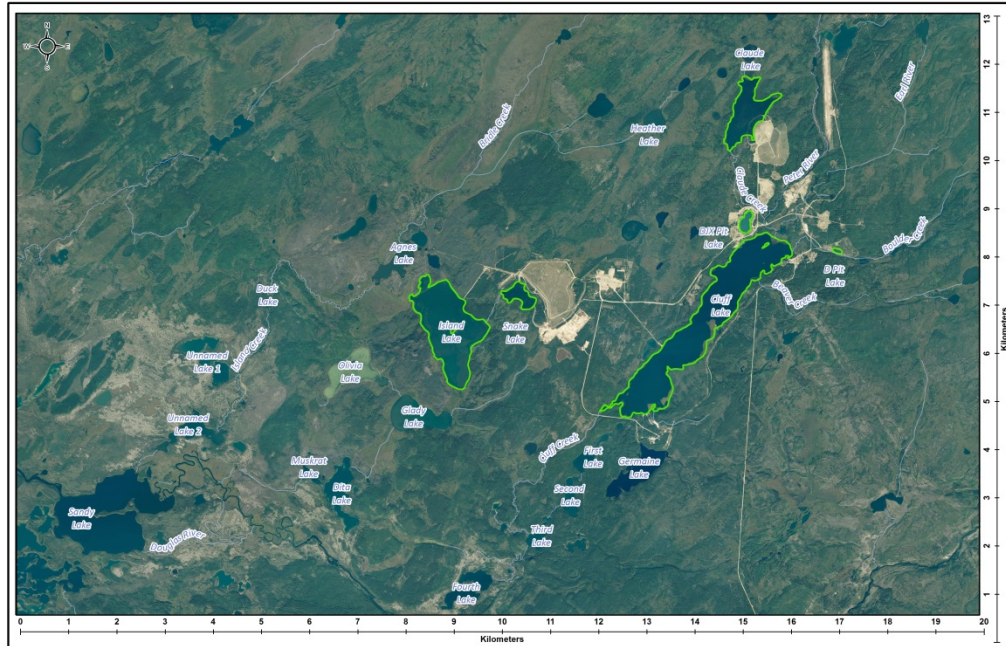 N
W E
S
Claude
Lake
Earl River
Bridle Creek
Heather
Lake
Peter River
Claude Creek
DJX Pit
Lake
Boulder Creek
Agnes
Lake
D Pit
Lake
Duck
Lake
Cluff
Lake
Island
Lake
Snake
Lake
Island Creek
Unnamed
Lake 1
Olivia
Lake
Glady
Lake
Unnamed
Lake 2
Cluff Creek
First
Lake
Muskrat
Lake
Germaine
Lake
Bita
Lake
Second
Lake
Sandy
Lake
Third
Lake
Douglas River
Fourth
Lake
13
12
11
10
9
8
7
6
5
4
3
2
1
Kilometers
0 1 2 3 4 5 6 7 8 9 10 11 12 13 14 15 16 17 18 19 20
Kilometers